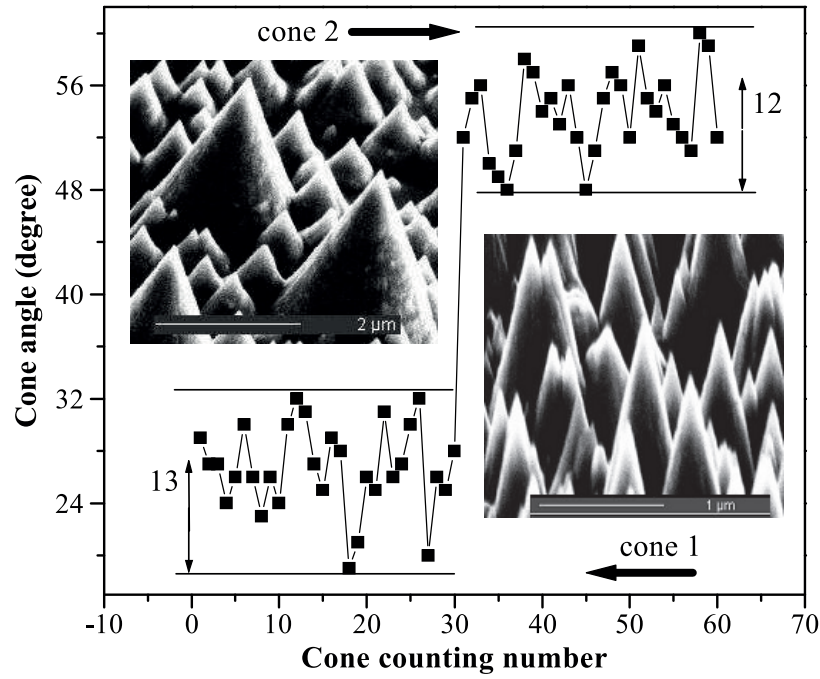 cone 2
12
2 μm
1 μm
13
cone 1
56
48
40
32
24
-10 0 10 20 30 40 50 60 70
Cone angle (degree)
Cone counting number